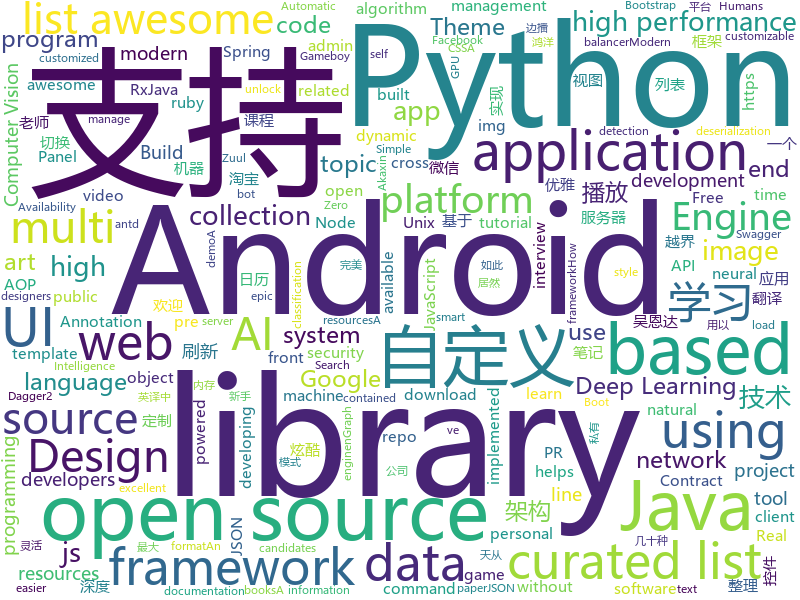 list awesome
支持
Python
code
algorithm
management
Automatic
Bootstrap
平台
Humans
customized
Facebook
self
CSSA
边播
鸿洋
balancerModern
customizable
program
modern
Spring
admin
Theme
high performance
Gameboy
GPU
框架
Computer Vision
awesome
RxJava
ruby
related
built
dynamic
实现
视图
列表
https
unlock
老师
课程
app
img
cross
微信
detection
deserialization
manage
切换
Panel
Build
机器
Zuul
淘宝
topic
application
end
一个
video
bot
Akaxin
Simple
open
优雅
development
Free
time
multi
collection
platform
播放
Engine
Availability
antd
Zero
Node
Unix
基于
tutorial
服务器
越界
API
Swagger
art
high
Android
image
AOP
日历
demoA
available
interview
学习
neural
应用
designers
public
完美
JavaScript
如此
居然
style
翻译
UI
web
AI
自定义
based
欢迎
epic
classification
frameworkHow
吴恩达
用以
load
Annotation
pre
server
resourcesA
smart
use
笔记
template
刷新
system
front
security
Google
Deep Learning
技术
Intelligence
language
object
Search
contained
download
machine
learn
Boot
library
source
using
Dagger2
定制
powered
developing
implemented
repo
natural
ve
私有
Design
内存
新手
炫酷
helps
PR
network
project
英译中
line
Contract
programming
developers
JSON
架构
tool
personal
client
Java
open source
模式
公司
enginenGraph
game
Real
几十种
js
command
without
控件
resources
framework
data
curated list
灵活
最大
formatAn
整理
天从
easier
excellent
深度
documentation
booksA
information
candidates
paperJSON
software
text